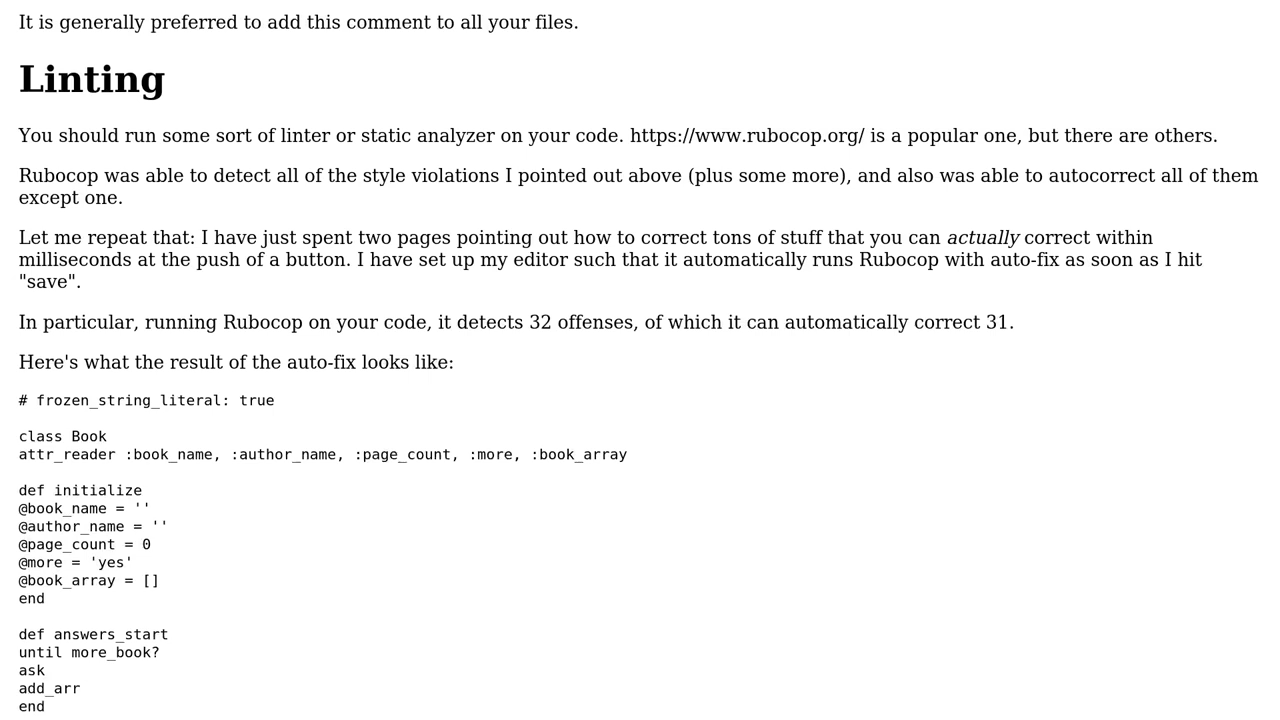 It is generally preferred to add this comment to all your files.
Linting
You should run some sort of linter or static analyzer on your code. https://www.rubocop.org/ is a popular one, but there are others.
Rubocop was able to detect all of the style violations I pointed out above (plus some more), and also was able to autocorrect all of them
except one.
Let me repeat that: I have just spent two pages pointing out how to correct tons of stuff that you can actually correct within
milliseconds at the push of a button. I have set up my editor such that it automatically runs Rubocop with auto-fix as soon as I hit
"save".
In particular, running Rubocop on your code, it detects 32 offenses, of which it can automatically correct 31.
Here's what the result of the auto-fix looks like:
# frozen_string_literal: true
class Book
attr_reader :book_name, :author_name, :page_count, :more, :book_array
def initialize
@book_name = ''
@author_name = ''
@page_count = 0
@more = 'yes'
@book_array = []
end
def answers_start
until more_book?
ask
add_arr
end